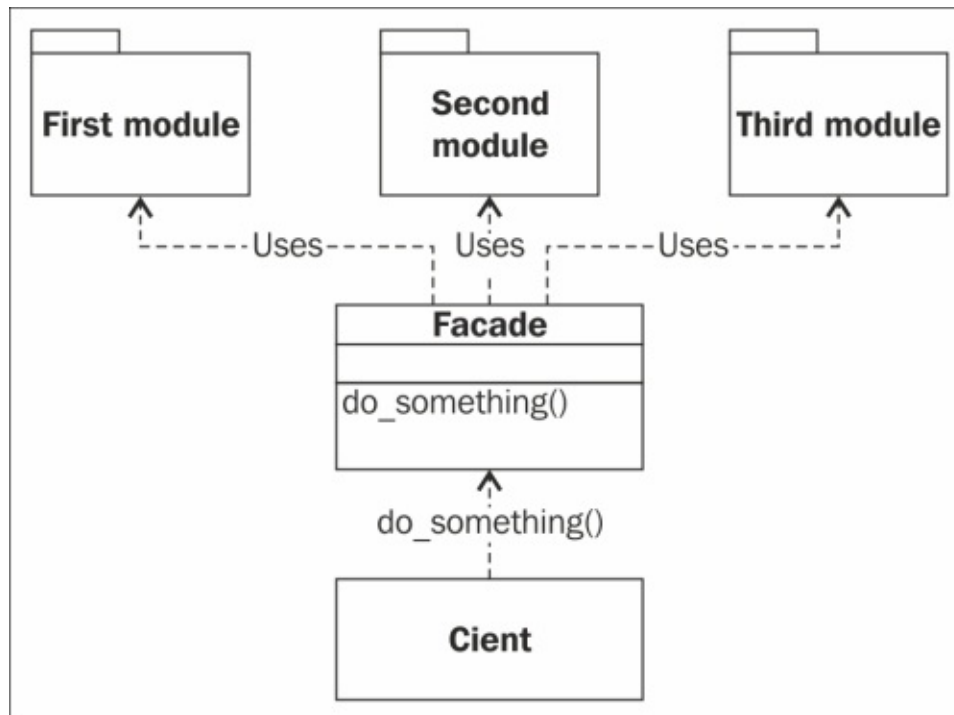 First module
Second
module
Third module
Uses
Uses
Uses
Facade
do_something()
do_something()
Cient